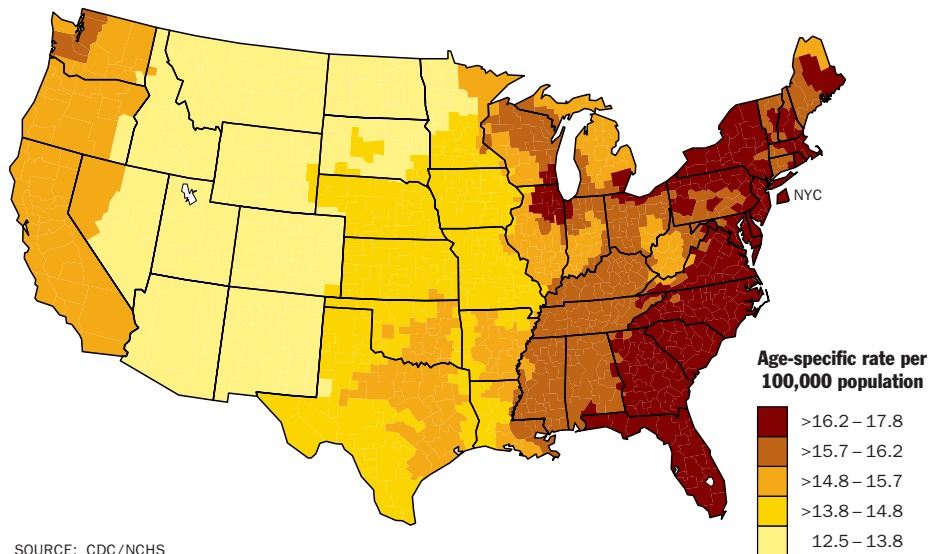 NYC
Age-specific rate per
100,000 population
>16.2 – 17.8
>15.7 – 16.2
>14.8 – 15.7
>13.8 – 14.8
12.5 – 13.8
SOURCE: CDC/NCHS